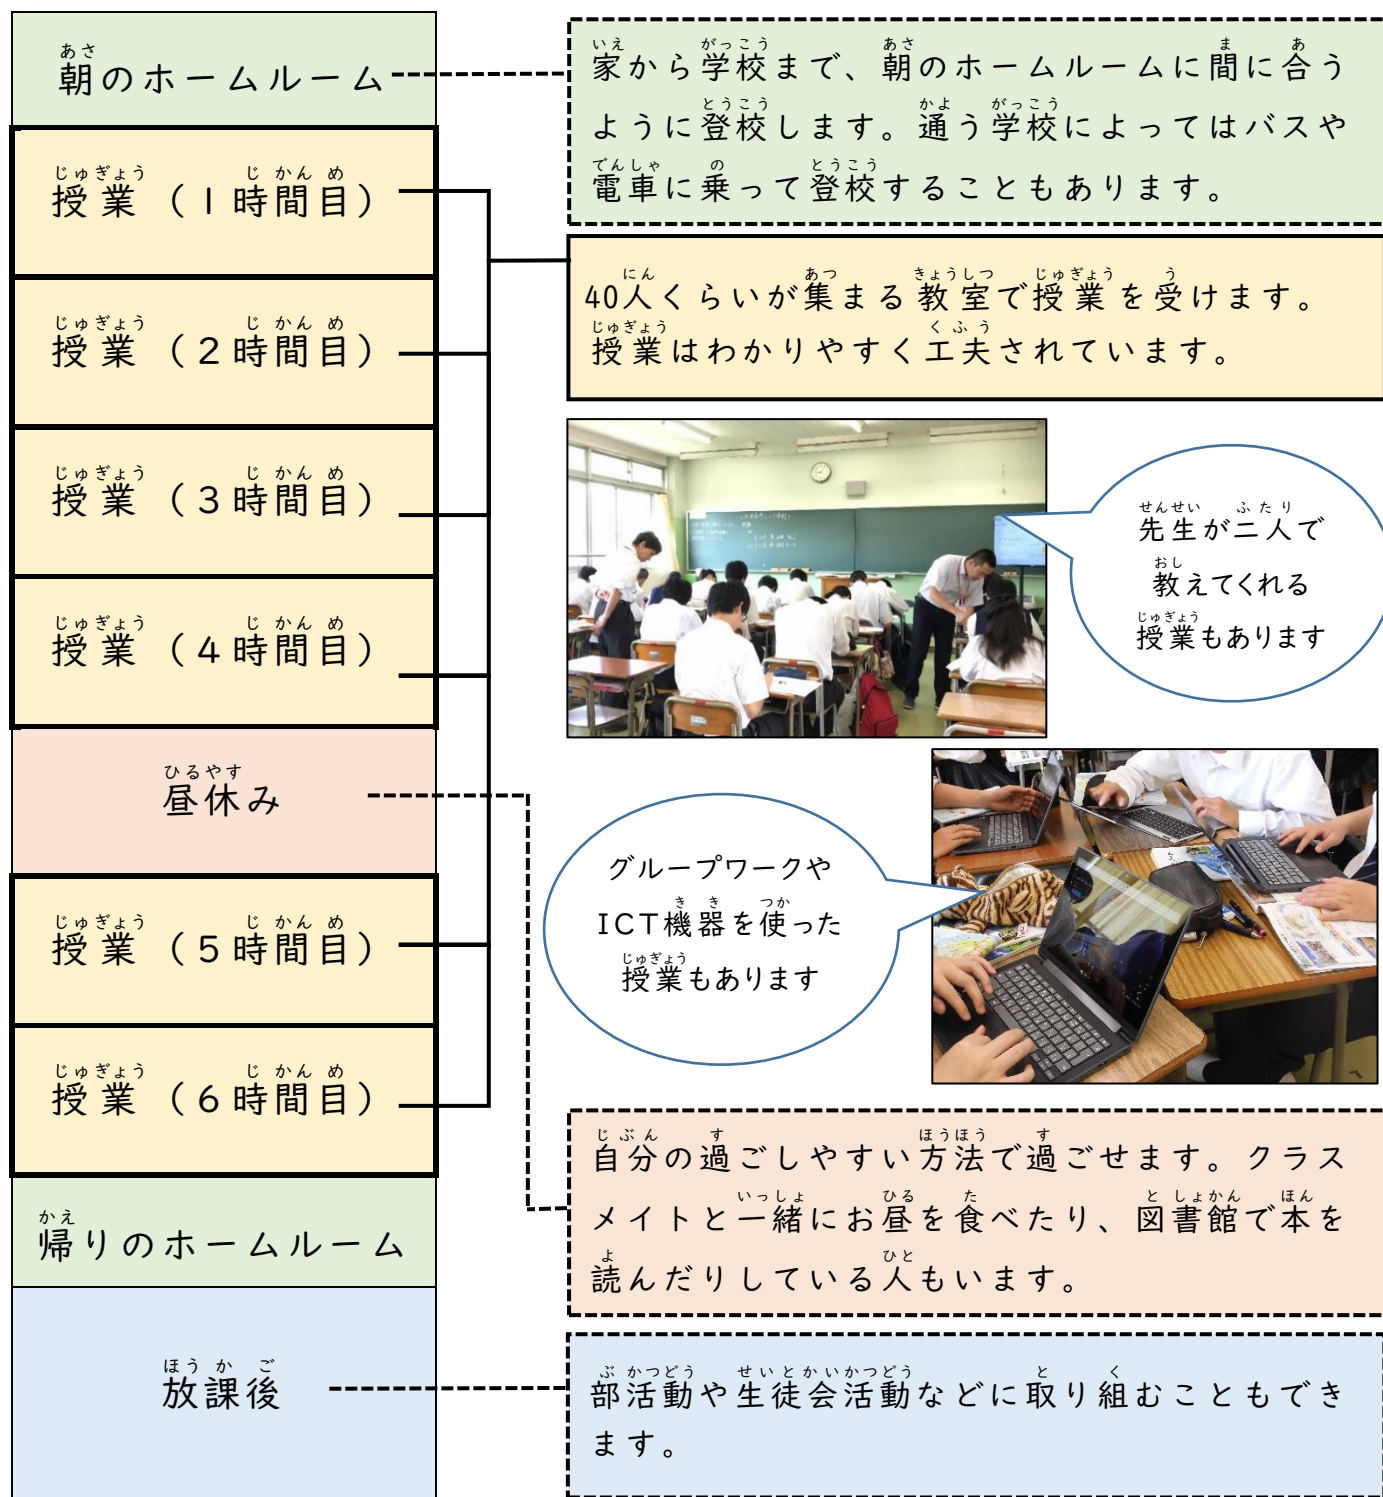 朝のホームルーム
家から学校まで、朝のホームルームに間に合う
ように登校します。通う学校によってはバスや
電車に乗って登校することもあります。
授業（１時間目）
授業（２時間目）
授業（３時間目）
授業（４時間目）
40人くらいが集まる教室で授業を受けます。
授業はわかりやすく工夫されています。
先生が二人で
教えてくれる
授業もあります
昼休み
グループワークや
ICT機器を使った
授業もあります
授業（５時間目）
授業（６時間目）
自分の過ごしやすい方法で過ごせます。クラス
メイトと一緒にお昼を食べたり、図書館で本を
読んだりしている人もいます。
帰りのホームルーム
放課後
部活動や生徒会活動などに取り組むこともでき
ます。